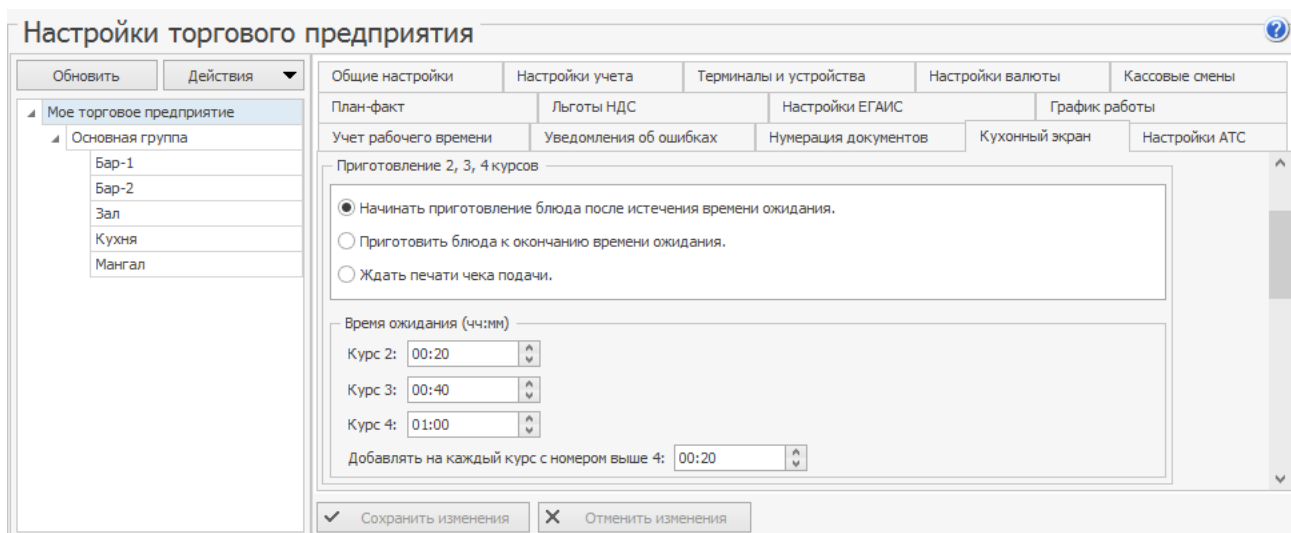 Настройки торгового предприятия
Обновить Действия
Мое торговое предприятие
Основная группа
Бар-1
Бар-2
Зал
Кухня
Мангал
Общие настройки Настройки учета Терминалы и устройства Настройки валюты Кассовые смены
План-факт Льготы НДС Настройки ЕГАИС График работы
Учет рабочего времени Уведомления об ошибках Нумерация документов Кухонный экран Настройки АТС
Приготовление 2, 3, 4 курсов
Начинать приготовление блюда после истечения времени ожидания.
Приготовить блюда к окончанию времени ожидания.
Ждать печати чека подачи.
Время ожидания (чч:мм)
Курс 2: 00:20
Курс 3: 00:40
Курс 4: 01:00
Добавлять на каждый курс с номером выше 4: 00:20
Сохранить изменения Отменить изменения